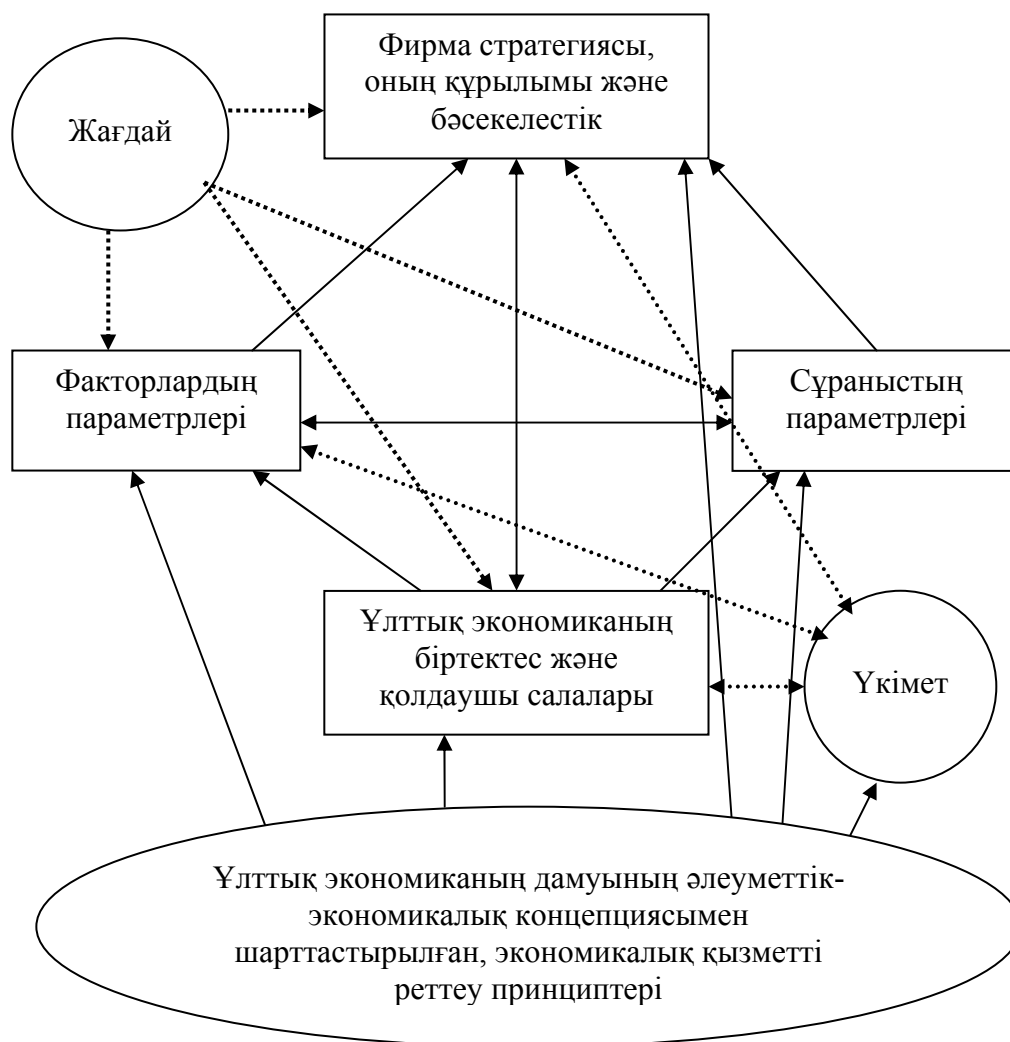 Фирма стратегиясы,
оның құрылымы және
бәсекелестік
Жағдай
Факторлардың
параметрлері
Сұраныстың
параметрлері
Ұлттық экономиканың
біртектес және
қолдаушы салалары
Үкімет
Ұлттық экономиканың дамуының әлеуметтік-
экономикалық концепциясымен
шарттастырылған, экономикалық қызметті
реттеу принциптері